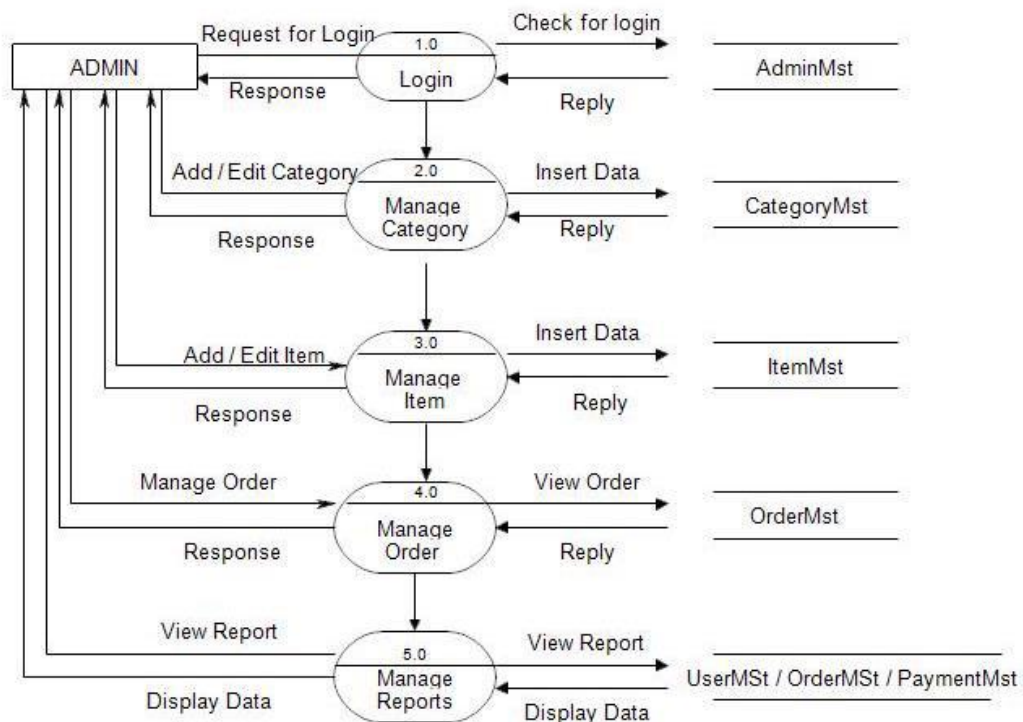 Check for login
Request for Login
1.0
ADMIN
Login
AdminMst
Response
Reply
Add / Edit Category
2.0
Insert Data
Manage
Category
CategoryMst
Response
Reply
Add / Edit Item
3.0
Insert Data
Manage
Item
ItemMst
Response
Reply
Manage Order
4.0
View Order
Manage
Order
OrderMst
Response
Reply
View Report
5.0
View Report
Manage
Reports
UserMSt / OrderMSt / PaymentMst
Display Data
Display Data